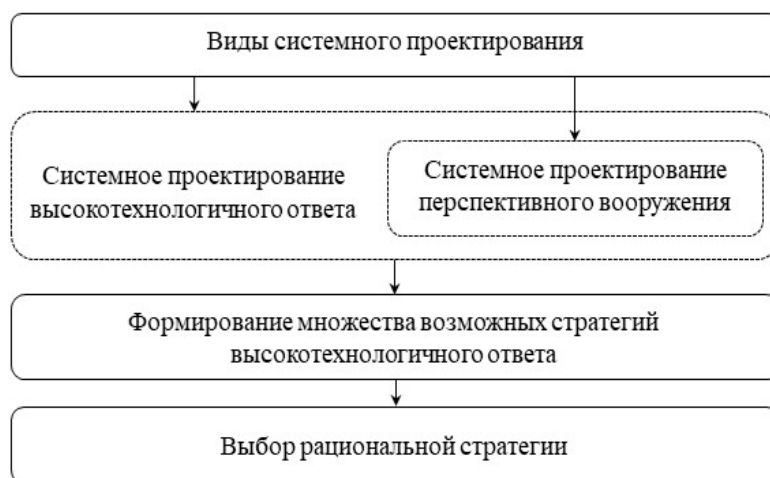 Виды системного проектирования
Системное проектирование
высокотехнологичного ответа
Системное проектирование
перспективного вооружения
Формирование множества возможных стратегий
высокотехнологичного ответа
Выбор рациональной стратегии